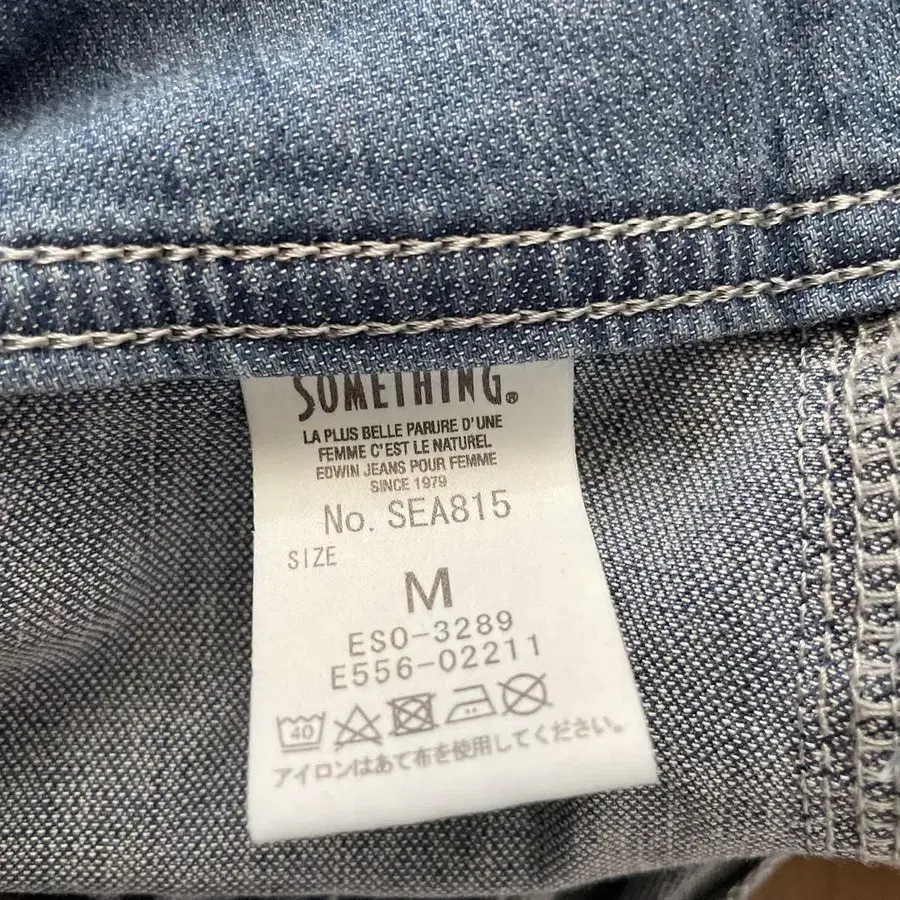 SOMETHING®
LA PLUS BELLE PARURE D'UNE
FEMME C'EST LE NATUREL
EDWIN JEANS POUR FEMME
SINCE 1979
No. SEA815
SIZE
M
ESO-3289
E556-02211
40
アイロンはあて布を使用してください。